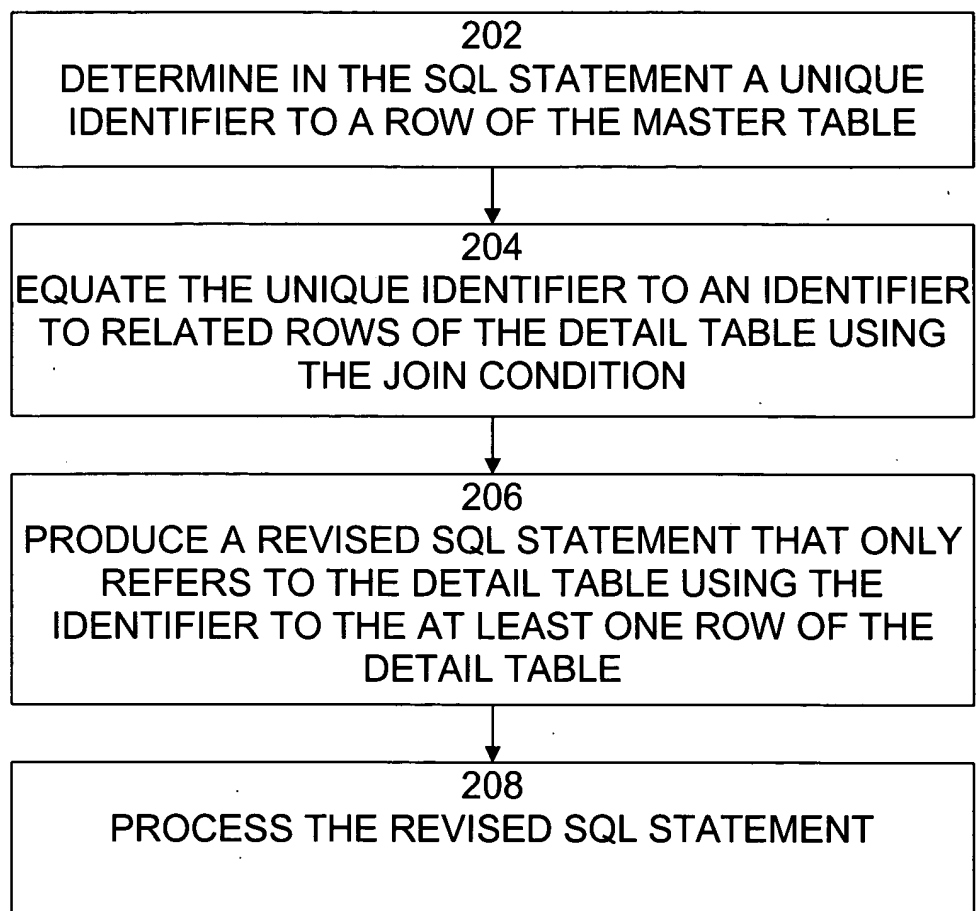 202
DETERMINE IN THE SQL STATEMENT A UNIQUE
IDENTIFIER TO A ROW OF THE MASTER TABLE
204
EQUATE THE UNIQUE IDENTIFIER TO AN IDENTIFIER
TO RELATED ROWS OF THE DETAIL TABLE USING
THE JOIN CONDITION
206
PRODUCE A REVISED SQL STATEMENT THAT ONLY
REFERS TO THE DETAIL TABLE USING THE
IDENTIFIER TO THE AT LEAST ONE ROW OF THE
DETAIL TABLE
208
PROCESS THE REVISED SQL STATEMENT